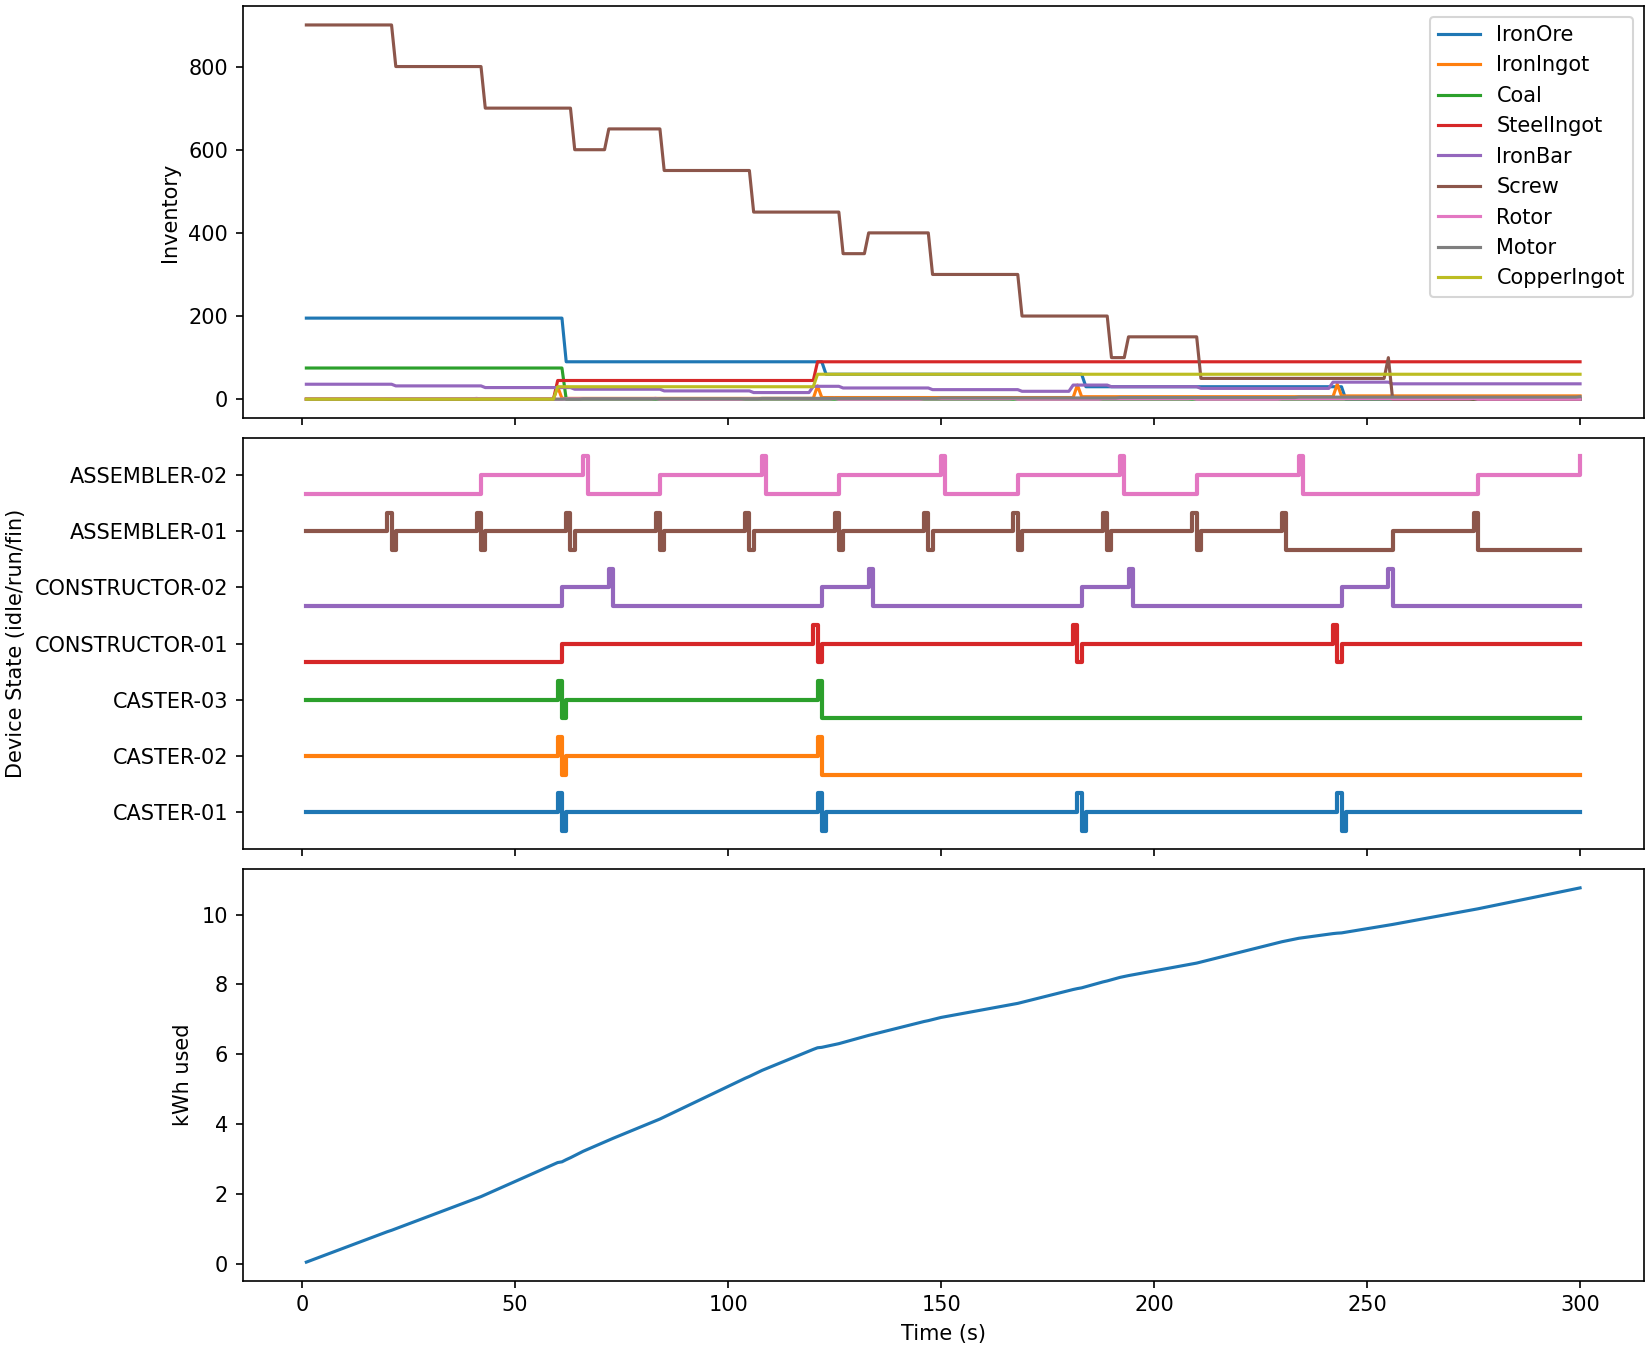 Inventory
800
600
400
200
0
IronOre
IronIngot
Coal
SteelIngot
IronBar
Screw
Rotor
Motor
CopperIngot
Device State (idle/run/fin)
ASSEMBLER-02
ASSEMBLER-01
CONSTRUCTOR-02
CONSTRUCTOR-01
CASTER-03
CASTER-02
CASTER-01
kWh used
10
8
6
4
2
0
0 50 100 150 200 250 300
Time (s)